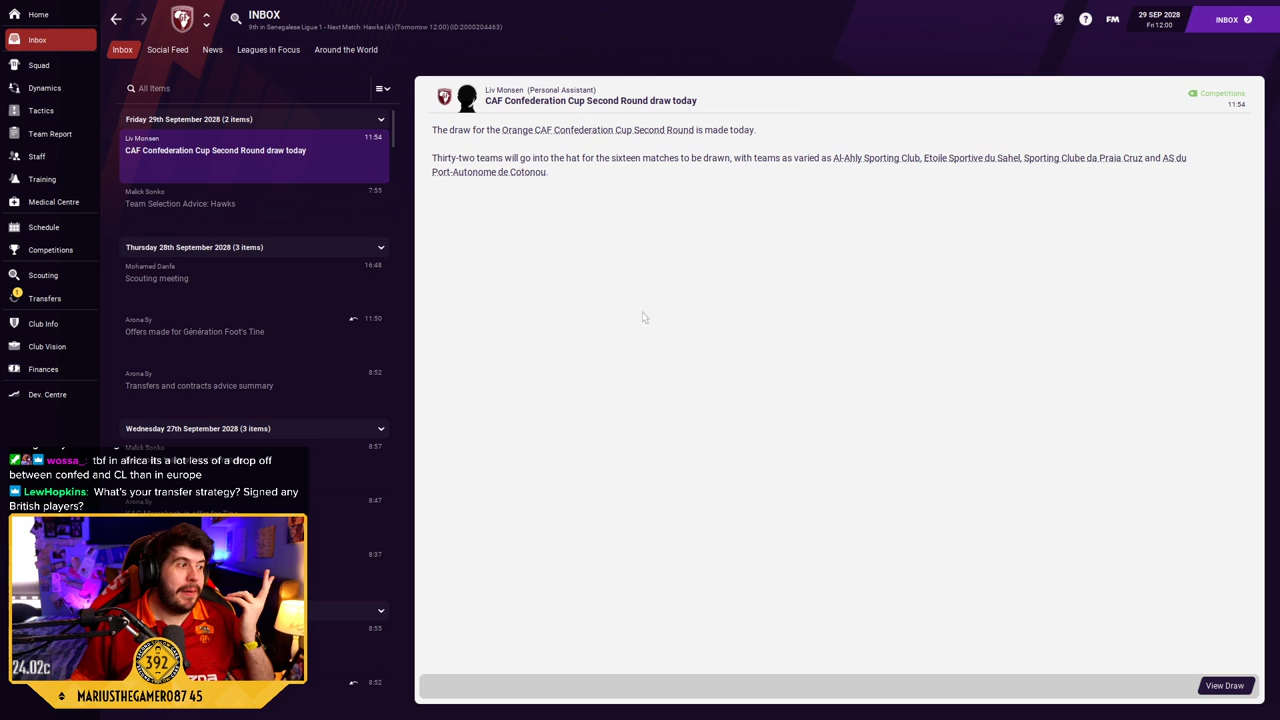 Home
Inbox
Squad
Dynamics
Tactics
Team Report
Staff
Training
Medical Centre
Schedule
Competitions
Scouting
1
Transfers
Club Info
Club Vision
Finances
Dev. Centre
INBOX
9th in Senegalese Ligue 1 - Next Match: Hawks (A) (Tomorrow 12:00) (ID:2000204463)
FM
29 SEP 2028
Fri 12:00
INBOX
Inbox
Social Feed
News
Leagues in Focus
Around the World
All Items
Friday 29th September 2028 (2 items)
Liv Monsen
11:54
CAF Confederation Cup Second Round draw today
Malick Sonko
7:55
Team Selection Advice: Hawks
Thursday 28th September 2028 (3 items)
Mohamed Danfa
16:48
Scouting meeting
Arona Sy
11:50
Offers made for Génération Foot's Tine
Arona Sy
8:52
Transfers and contracts advice summary
Wednesday 27th September 2028 (3 items)
Malick Sonko
8:57
8:47
8:37
8:55
8:52
Liv Monsen (Personal Assistant)
CAF Confederation Cup Second Round draw today
Competitions
11:54
The draw for the Orange CAF Confederation Cup Second Round is made today.
Thirty-two teams will go into the hat for the sixteen matches to be drawn, with teams as varied as Al-Ahly Sporting Club, Etoile Sportive du Sahel, Sporting Clube da Praia Cruz and AS du
Port-Autonome de Cotonou.
View Draw
wossa_: tbf in africa its a lot less of a drop off
between confed and CL than in europe
LewHopkins: What's your transfer strategy? Signed any
British players?
24.02c
392
MARIUSTHEGAMER087 45